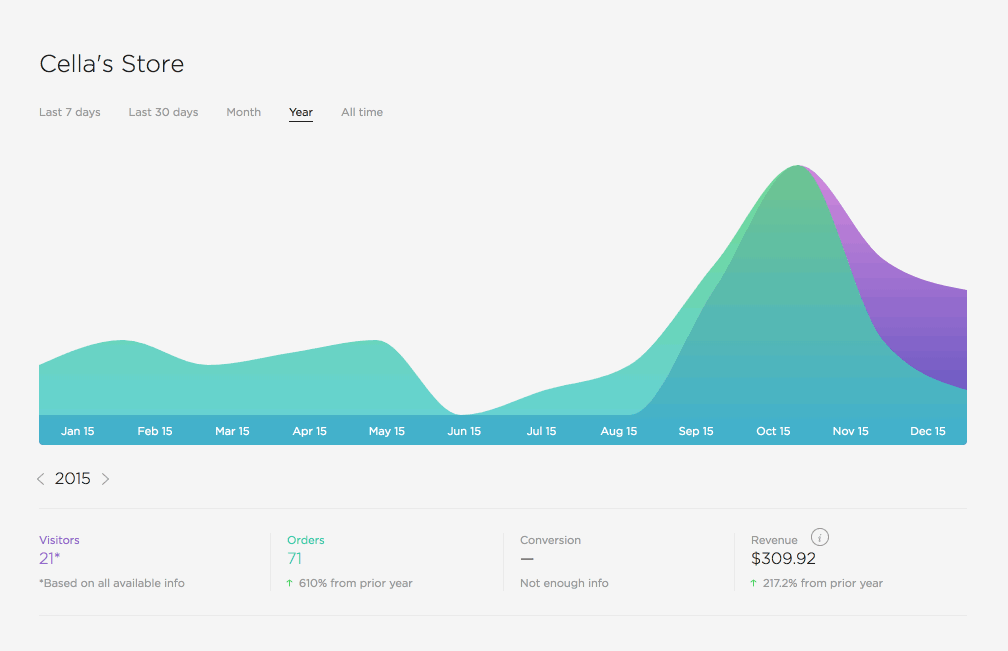 Cella's Store
Last 7 days Last 30 days Month Year All time
Jan 15 Feb 15 Mar 15 Apr 15 May 15 Jun 15 Jul 15 Aug 15 Sep 15 Oct 15 Nov 15 Dec 15
< 2015 >
Visitors Orders Conversion Revenue i
21* 71 — $309.92
*Based on all available info ↑ 610% from prior year Not enough info ↑ 217.2% from prior year